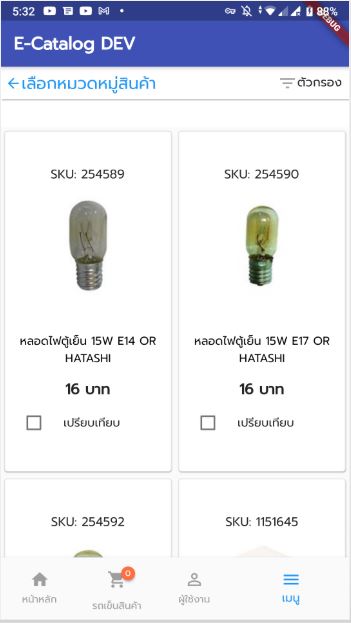 5:32
88%
DEBUG
E-Catalog DEV
←เลือกหมวดหมู่สินค้า
ตัวกรอง
SKU: 254589
SKU: 254590
หลอดไฟตู้เย็น 15W E14 OR
HATASHI
หลอดไฟตู้เย็น 15W E17 OR
HATASHI
16 บาท
16 บาท
เปรียบเทียบ
เปรียบเทียบ
SKU: 254592
SKU: 1151645
0
หน้าหลัก
รถเข็นสินค้า
ผู้ใช้งาน
เมนู